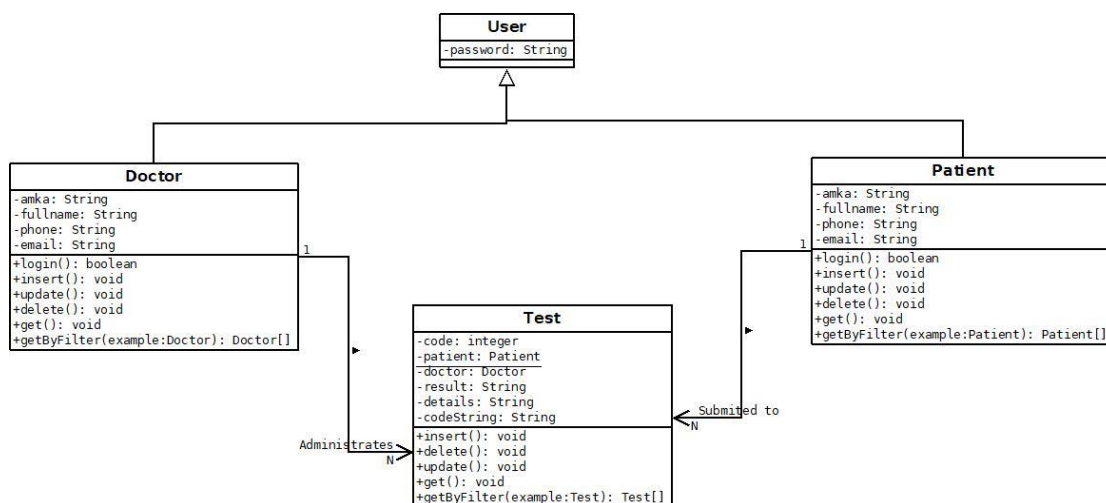 User
-password: String
Doctor
-amka: String
-fullname: String
-phone: String
-email: String
+login(): boolean
+insert(): void
+update(): void
+delete(): void
+get(): void
+getByFilter(example:Doctor): Doctor[]
1
Administrates
N
Patient
-amka: String
-fullname: String
-phone: String
-email: String
+login(): boolean
+insert(): void
+update(): void
+delete(): void
+get(): void
+getByFilter(example:Patient): Patient[]
1
Submited to
N
Test
-code: integer
-patient: Patient
-doctor: Doctor
-result: String
-details: String
-codeString: String
+insert(): void
+delete(): void
+update(): void
+get(): void
+getByFilter(example:Test): Test[]